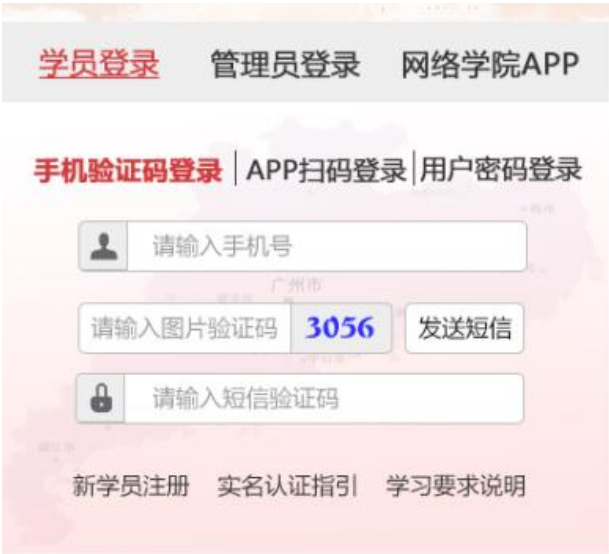 学员登录 管理员登录 网络学院APP
手机验证码登录 | APP扫码登录 | 用户密码登录
请输入手机号
广州市
请输入图片验证码 3056 发送短信
请输入短信验证码
新学员注册 实名认证指引 学习要求说明